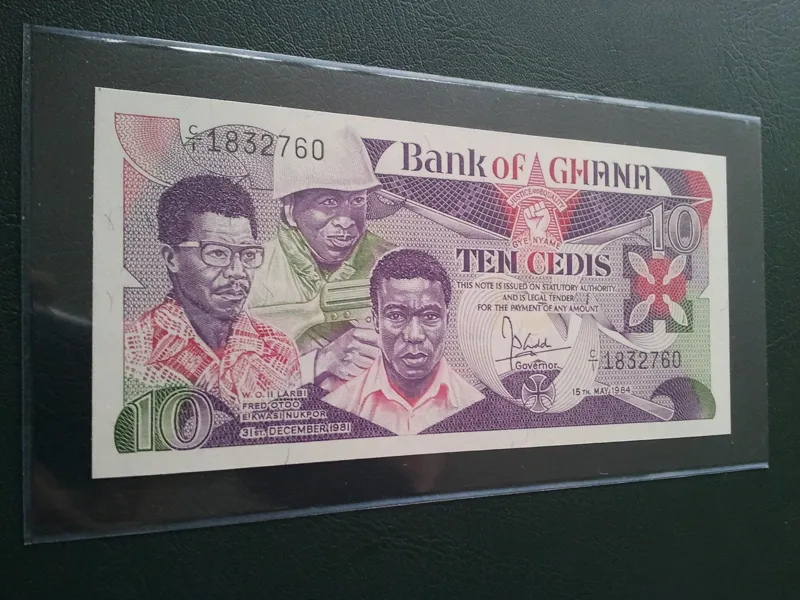 C/1 1832760
Bank OF GHANA
JUSTICE AND EQUALITY
GYE NYAME
10
TEN CEDIS
THIS NOTE IS ISSUED ON STATUTORY AUTHORITY
AND IS LEGAL TENDER
FOR THE PAYMENT OF ANY AMOUNT
Governor
C/1 1832760
15TH. MAY, 1984
W.O.II LARBI
FRED OTOO
E.KWASI NUKPOR
31ST. DECEMBER 1981
10